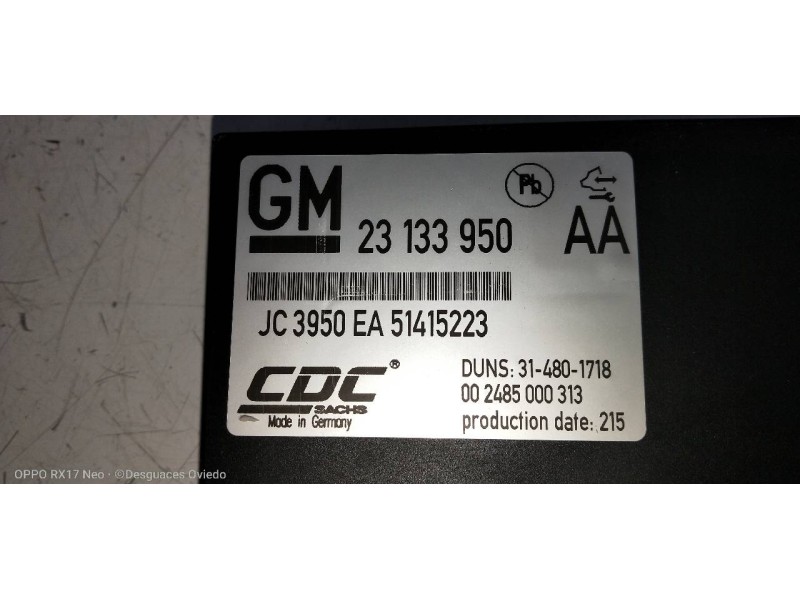 GM
Pb
23 133 950
AA
JC 3950 EA 51415223
CDC®
SACHS
Made in Germany
DUNS: 31-480-1718
00 2485 000 313
production date: 215
OPPO RX17 Neo · ©Desguaces Oviedo